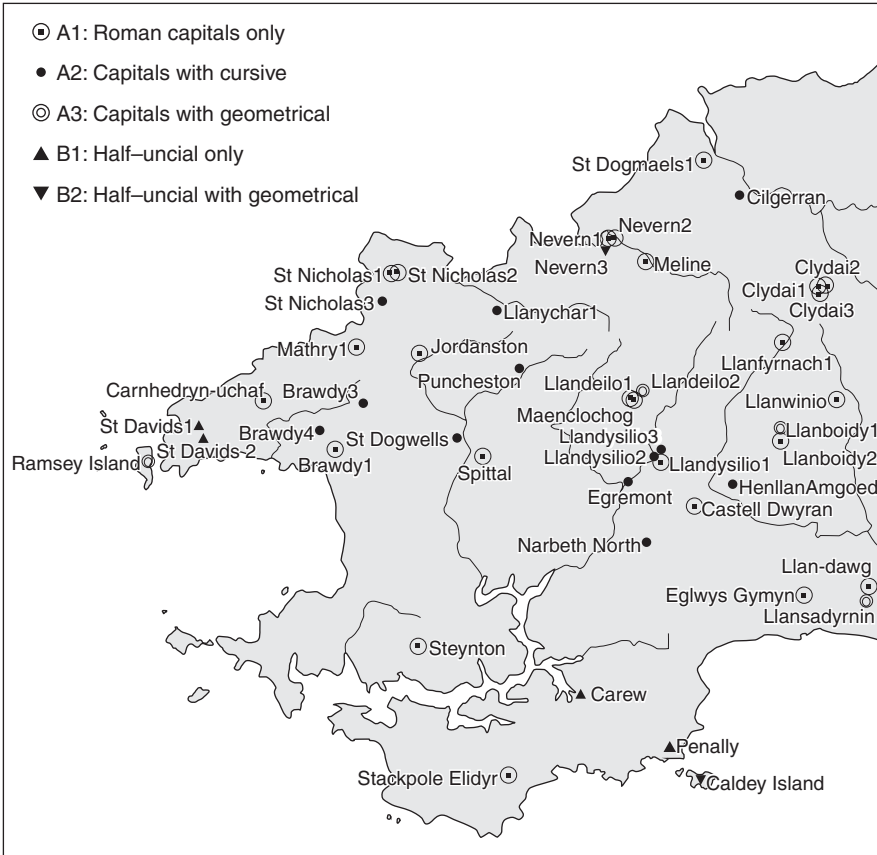 A1: Roman capitals only
A2: Capitals with cursive
A3: Capitals with geometrical
B1: Half–uncial only
B2: Half–uncial with geometrical
St Dogmaels1
Cilgerran
Nevern1
Nevern2
Nevern3
Meline
Clydai2
Clydai1
Clydai3
St Nicholas1
St Nicholas2
St Nicholas3
Llanychar1
Mathry1
Jordanston
Llanfyrnach1
Puncheston
Llandeilo1
Llandeilo2
Carnhedryn-uchaf
Brawdy3
Llanwinio
Maenclochog
St Davids1
Brawdy4
St Dogwells
Llandysilio3
Llanboidy1
St Davids 2
Llandysilio2
Llanboidy2
Ramsey Island
Brawdy1
Spittal
Llandysilio1
Egremont
HenllanAmgoed
Castell Dwyran
Narbeth North
Llan-dawg
Eglwys Gymyn
Llansadyrnin
Steynton
Carew
Penally
Stackpole Elidyr
Caldey Island